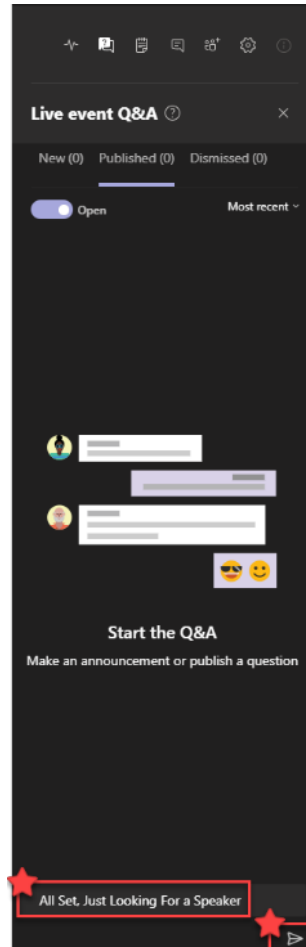 Live event Q&A
New (0) Published (0) Dismissed (0)
Open Most recent
Start the Q&A
Make an announcement or publish a question
All Set, Just Looking For a Speaker